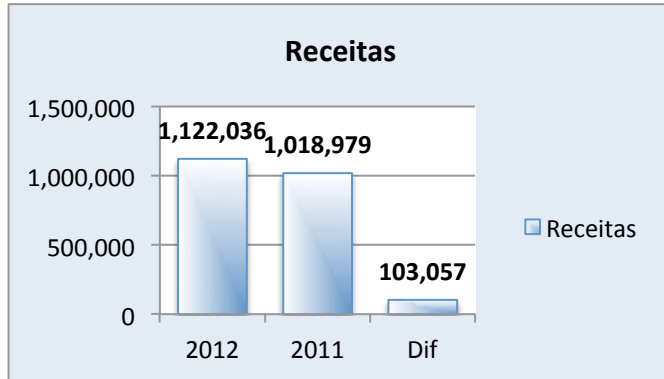 Receitas
1,500,000
1,122,036
1,018,979
1,000,000
Receitas
500,000
103,057
0
2012 2011 Dif